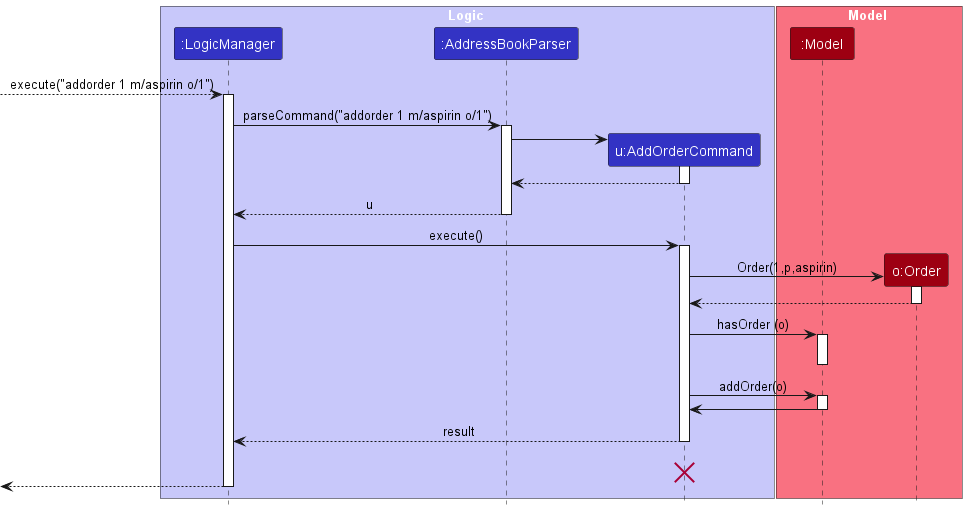 Logic
Model
:LogicManager
:AddressBookParser
:Model
execute("addorder 1 m/aspirin o/1")
parseCommand("addorder 1 m/aspirin o/1")
u:AddOrderCommand
u
execute()
Order(1,p,aspirin)
o:Order
hasOrder (o)
addOrder(o)
result